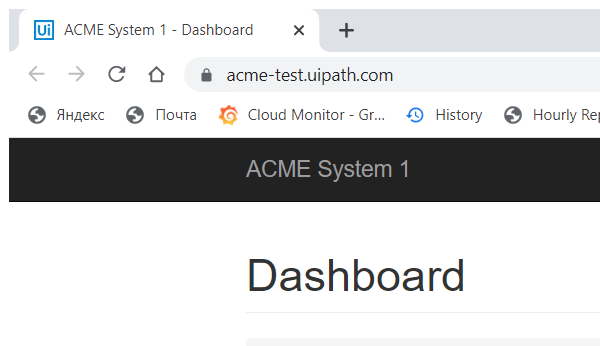 Ui ACME System 1 - Dashboard
acme-test.uipath.com
Яндекс Почта Cloud Monitor - Gr... History Hourly Rep
ACME System 1
Dashboard